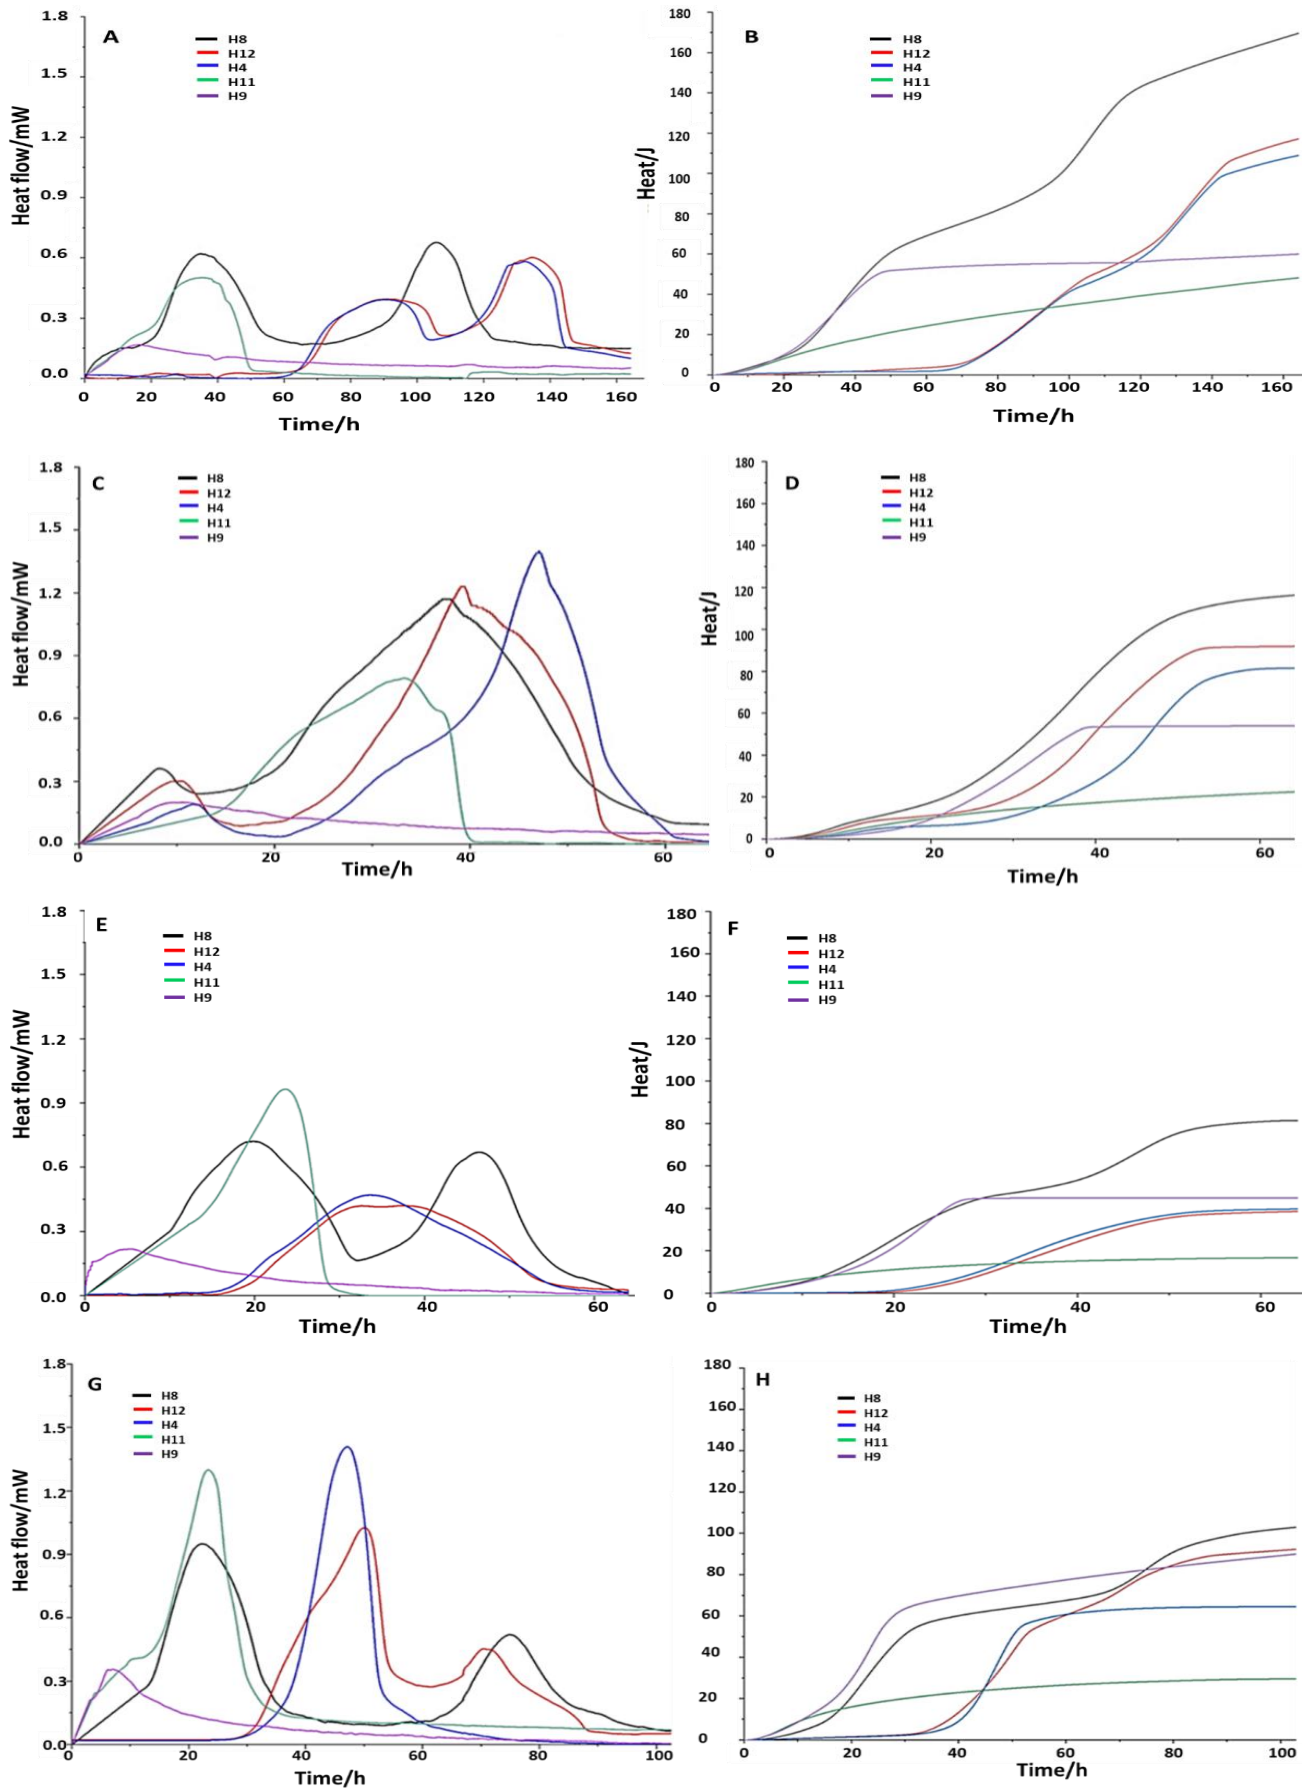 A
H8
H12
H4
H11
H9
1.8
1.5
1.2
0.9
0.6
0.3
0.0
Heat flow/mW
0 20 40 60 80 100 120 140 160
Time/h
B
H8
H12
H4
H11
H9
180
160
140
120
100
80
60
40
20
0
Heat/J
0 20 40 60 80 100 120 140 160
Time/h
C
H8
H12
H4
H11
H9
1.8
1.5
1.2
0.9
0.6
0.3
0.0
Heat flow/mW
0 20 40 60
Time/h
D
H8
H12
H4
H11
H9
180
160
140
120
100
80
60
40
20
0
Heat/J
0 20 40 60
Time/h
E
H8
H12
H4
H11
H9
1.8
1.5
1.2
0.9
0.6
0.3
0.0
Heat flow/mW
0 20 40 60
Time/h
F
H8
H12
H4
H11
H9
180
160
140
120
100
80
60
40
20
0
Heat/J
0 20 40 60
Time/h
G
H8
H12
H4
H11
H9
1.8
1.5
1.2
0.9
0.6
0.3
0.0
Heat flow/mW
0 20 40 60 80 100
Time/h
H
H8
H12
H4
H11
H9
180
160
140
120
100
80
60
40
20
0
0 20 40 60 80 100
Time/h